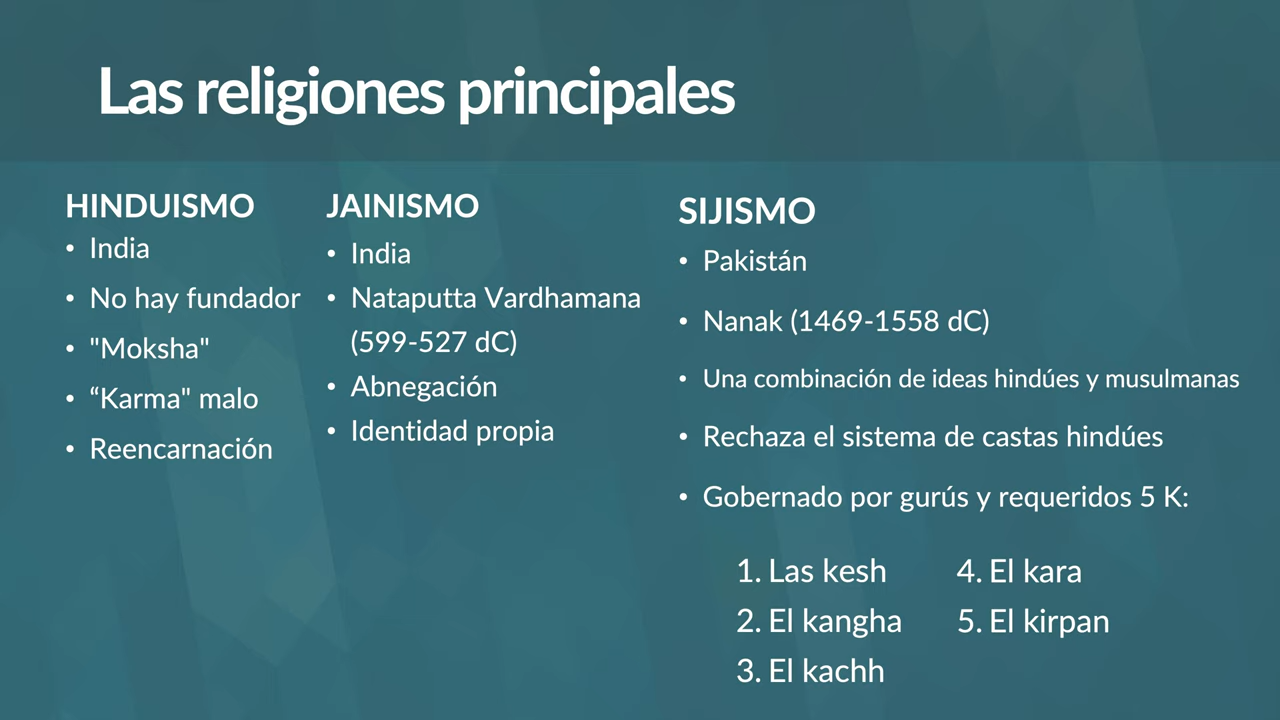 Las religiones principales
HINDUISMO
• India
• No hay fundador
• "Moksha"
• “Karma" malo
• Reencarnación
JAINISMO
• India
• Nataputta Vardhamana
(599-527 dC)
• Abnegación
• Identidad propia
SIJISMO
• Pakistán
• Nanak (1469-1558 dC)
• Una combinación de ideas hindúes y musulmanas
• Rechaza el sistema de castas hindúes
• Gobernado por gurús y requeridos 5 K:
1. Las kesh
2. El kangha
3. El kachh
4. El kara
5. El kirpan